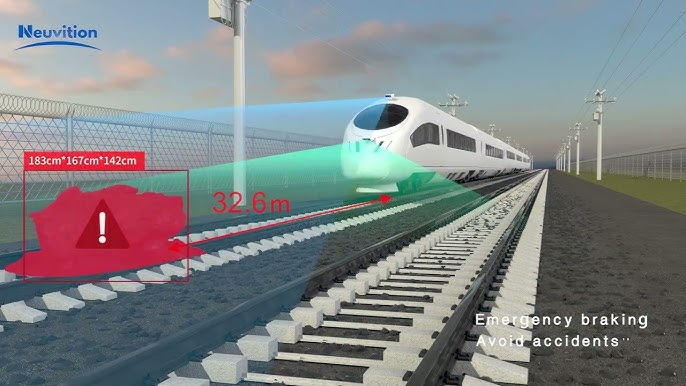 Neuvition
183cm*167cm*142cm
32.6m
Emergency braking
Avoid accidents··